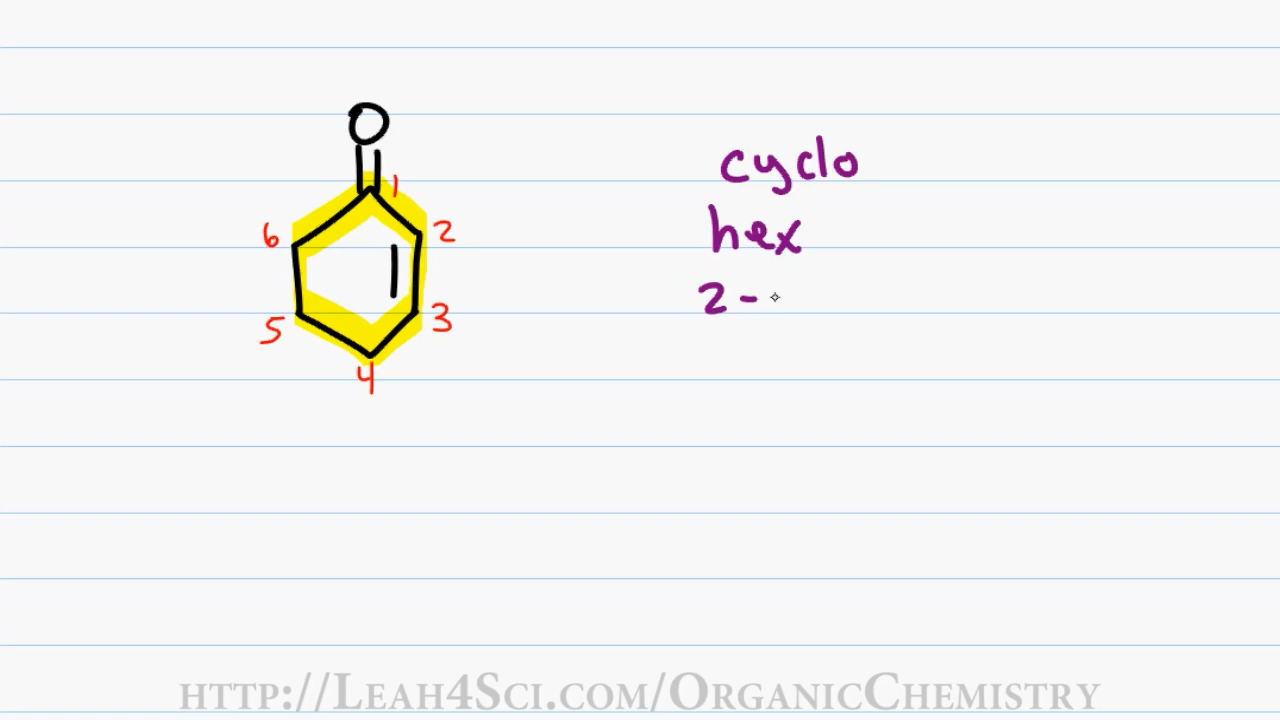 O
1
6 2
5 3
4
cyclo
hex
2-
HTTP://LEAH4SCI.COM/ORGANICCHEMISTRY